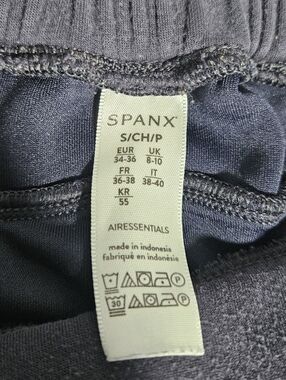 SPANX®
S/CH/P
EUR UK
34-36 8-10
FR IT
36-38 38-40
KR
55
AIRESSENTIALS
made in indonesia
fabriqué en indonésie
P
30 P